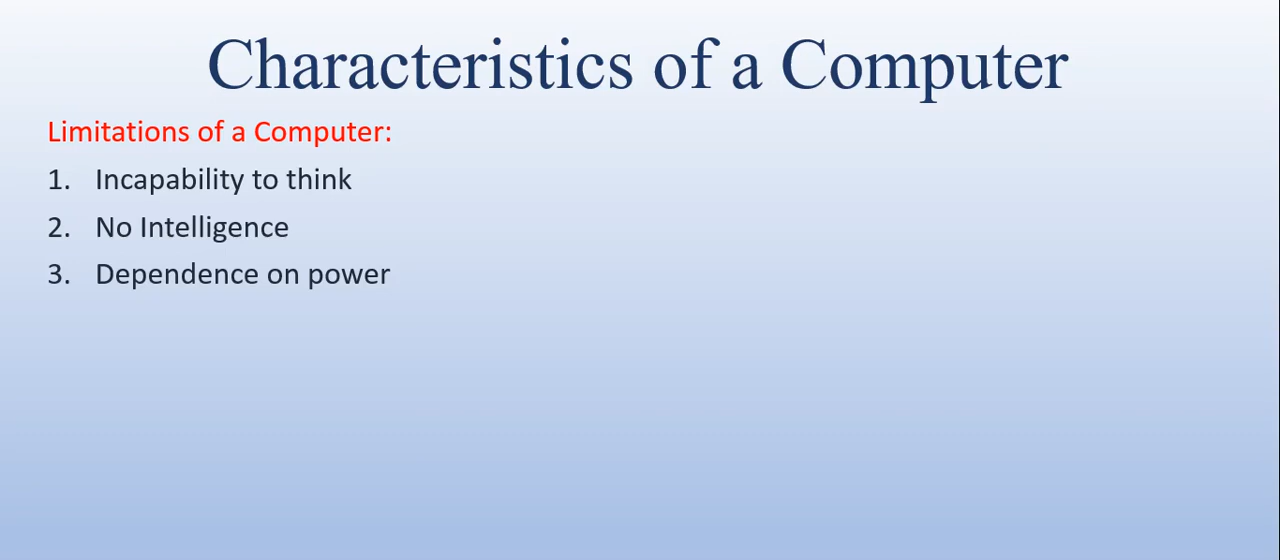 Characteristics of a Computer
Limitations of a Computer:
1. Incapability to think
2. No Intelligence
3. Dependence on power